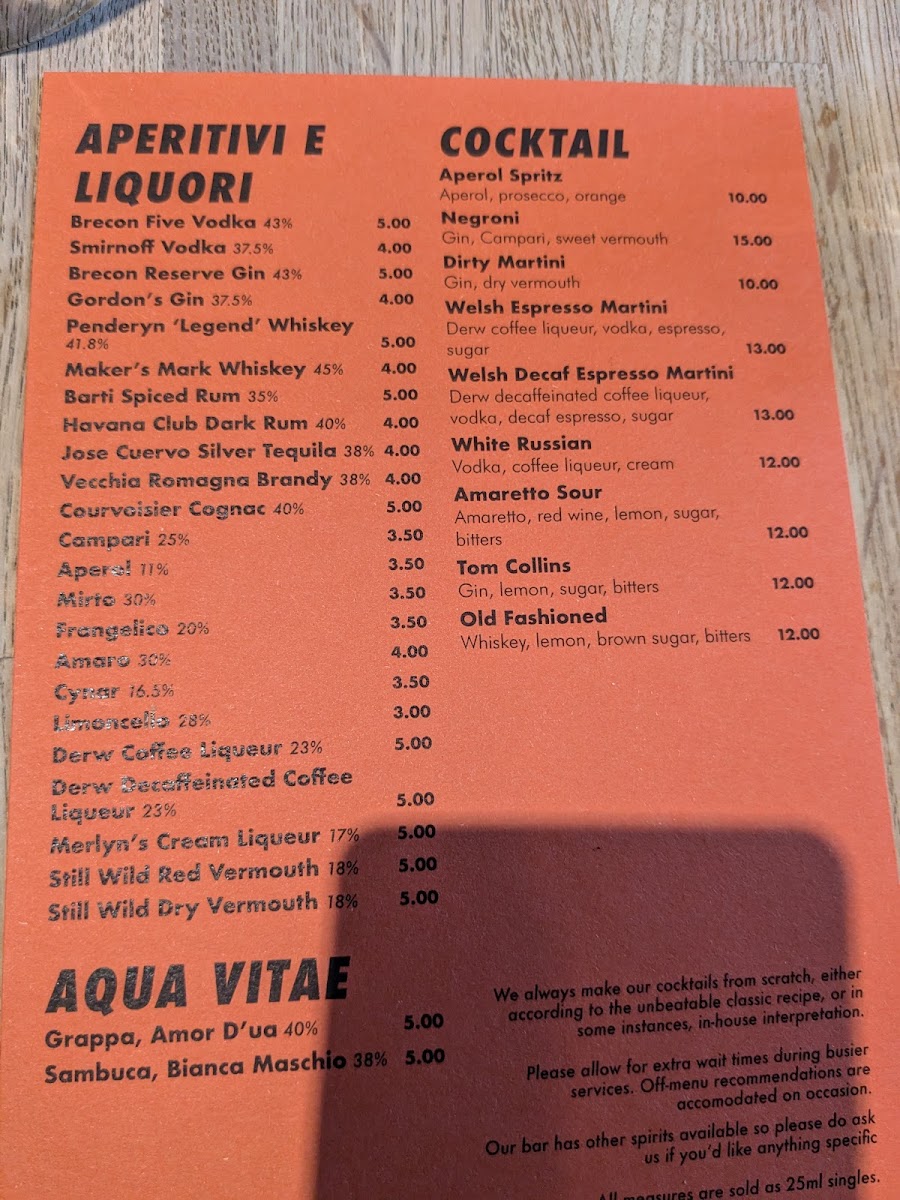 APERITIVI E
LIQUORI
Brecon Five Vodka 43% 5.00
Smirnoff Vodka 37.5% 4.00
Brecon Reserve Gin 43% 5.00
Gordon's Gin 37.5% 4.00
Penderyn 'Legend' Whiskey
41.8% 5.00
Maker's Mark Whiskey 45% 4.00
Barti Spiced Rum 35% 5.00
Havana Club Dark Rum 40% 4.00
Jose Cuervo Silver Tequila 38% 4.00
Vecchia Romagna Brandy 38% 4.00
Courvoisier Cognac 40% 5.00
Campari 25% 3.50
Aperol 11% 3.50
Mirto 30% 3.50
Frangelico 20% 3.50
Amaro 30% 4.00
Cynar 16.5% 3.50
Limoncello 28% 3.00
Derw Coffee Liqueur 23% 5.00
Derw Decaffeinated Coffee
Liqueur 23% 5.00
Merlyn's Cream Liqueur 17% 5.00
Still Wild Red Vermouth 18% 5.00
Still Wild Dry Vermouth 18% 5.00
AQUA VITAE
Grappa, Amor D'ua 40% 5.00
Sambuca, Bianca Maschio 38% 5.00
COCKTAIL
Aperol Spritz
Aperol, prosecco, orange 10.00
Negroni
Gin, Campari, sweet vermouth 15.00
Dirty Martini
Gin, dry vermouth 10.00
Welsh Espresso Martini
Derw coffee liqueur, vodka, espresso,
sugar 13.00
Welsh Decaf Espresso Martini
Derw decaffeinated coffee liqueur,
vodka, decaf espresso, sugar 13.00
White Russian
Vodka, coffee liqueur, cream 12.00
Amaretto Sour
Amaretto, red wine, lemon, sugar,
bitters 12.00
Tom Collins
Gin, lemon, sugar, bitters 12.00
Old Fashioned
Whiskey, lemon, brown sugar, bitters 12.00
We always make our cocktails from scratch, either
according to the unbeatable classic recipe, or in
some instances, in-house interpretation.
Please allow for extra wait times during busier
services. Off-menu recommendations are
accomodated on occasion.
Our bar has other spirits available so please do ask
us if you'd like anything specific
All measures are sold as 25ml singles.